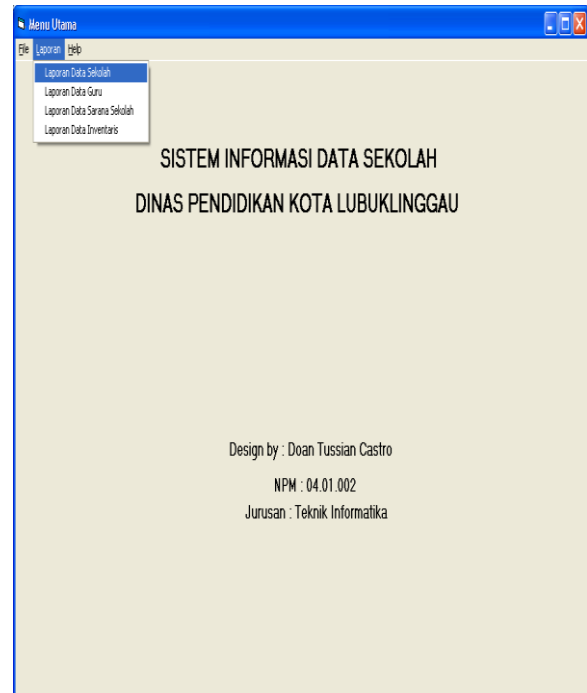 Menu Utama
File Laporan Help
Laporan Data Sekolah
Laporan Data Guru
Laporan Data Sarana Sekolah
Laporan Data Inventaris
SISTEM INFORMASI DATA SEKOLAH
DINAS PENDIDIKAN KOTA LUBUKLINGGAU
Design by : Doan Tussian Castro
NPM : 04.01.002
Jurusan : Teknik Informatika